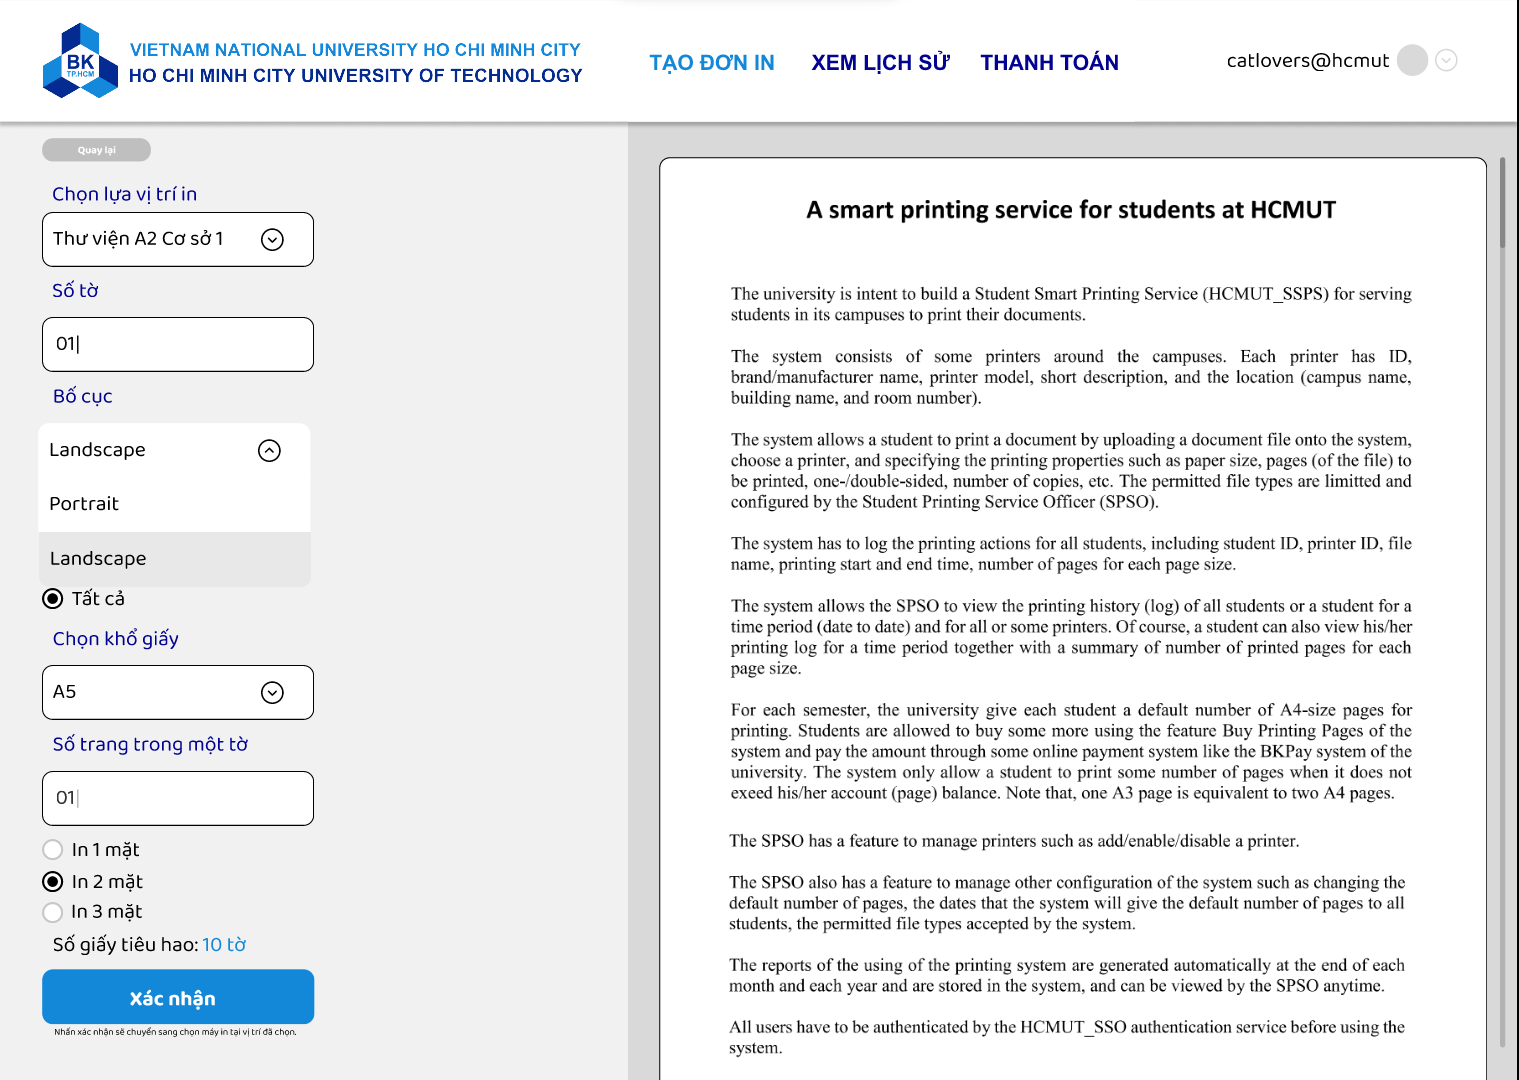 BK
TP.HCM
VIETNAM NATIONAL UNIVERSITY HO CHI MINH CITY
HO CHI MINH CITY UNIVERSITY OF TECHNOLOGY
TẠO ĐƠN IN
XEM LỊCH SỬ
THANH TOÁN
catlovers@hcmut
Quay lại
Chọn lựa vị trí in
Thư viện A2 Cơ sở 1
Số tờ
01
Bố cục
Landscape
Portrait
Landscape
Tất cả
Chọn khổ giấy
A5
Số trang trong một tờ
01
In 1 mặt
In 2 mặt
In 3 mặt
Số giấy tiêu hao: 10 tờ
Xác nhận
Nhấn xác nhận sẽ chuyển sang chọn máy in tại vị trí đã chọn.
A smart printing service for students at HCMUT
The university is intent to build a Student Smart Printing Service (HCMUT_SSPS) for serving
students in its campuses to print their documents.
The system consists of some printers around the campuses. Each printer has ID,
brand/manufacturer name, printer model, short description, and the location (campus name,
building name, and room number).
The system allows a student to print a document by uploading a document file onto the system,
choose a printer, and specifying the printing properties such as paper size, pages (of the file) to
be printed, one-/double-sided, number of copies, etc. The permitted file types are limitted and
configured by the Student Printing Service Officer (SPSO).
The system has to log the printing actions for all students, including student ID, printer ID, file
name, printing start and end time, number of pages for each page size.
The system allows the SPSO to view the printing history (log) of all students or a student for a
time period (date to date) and for all or some printers. Of course, a student can also view his/her
printing log for a time period together with a summary of number of printed pages for each
page size.
For each semester, the university give each student a default number of A4-size pages for
printing. Students are allowed to buy some more using the feature Buy Printing Pages of the
system and pay the amount through some online payment system like the BKPay system of the
university. The system only allow a student to print some number of pages when it does not
exeed his/her account (page) balance. Note that, one A3 page is equivalent to two A4 pages.
The SPSO has a feature to manage printers such as add/enable/disable a printer.
The SPSO also has a feature to manage other configuration of the system such as changing the
default number of pages, the dates that the system will give the default number of pages to all
students, the permitted file types accepted by the system.
The reports of the using of the printing system are generated automatically at the end of each
month and each year and are stored in the system, and can be viewed by the SPSO anytime.
All users have to be authenticated by the HCMUT_SSO authentication service before using the
system.